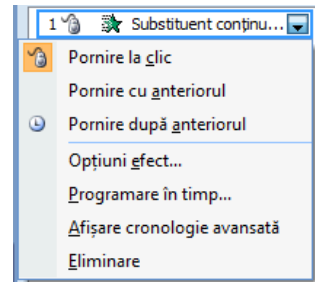 1 Substituent conținu...
Pornire la clic
Pornire cu anteriorul
Pornire după anteriorul
Opțiuni efect...
Programare în timp...
Afișare cronologie avansată
Eliminare